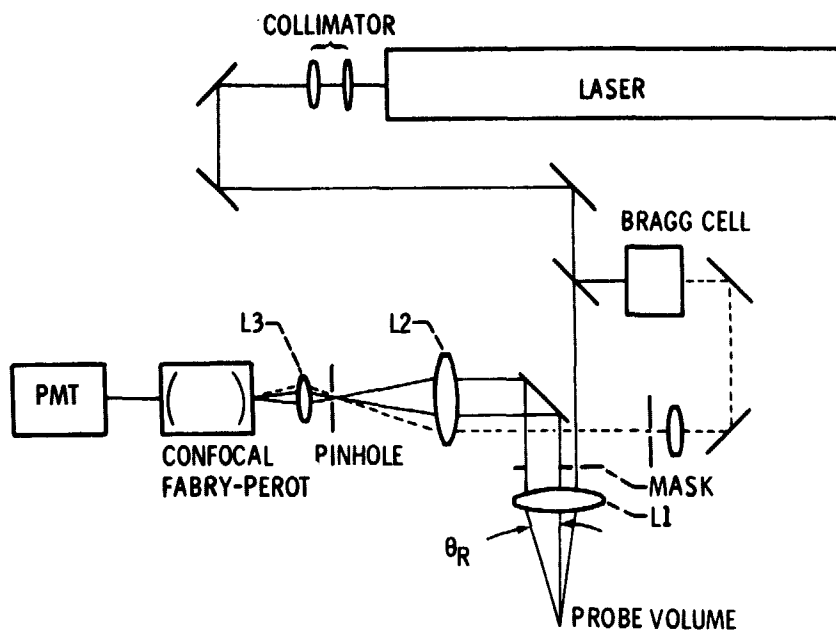 COLLIMATOR
LASER
BRAGG CELL
L3
L2
PMT
CONFOCAL
FABRY-PEROT
PINHOLE
MASK
L1
θR
PROBE VOLUME